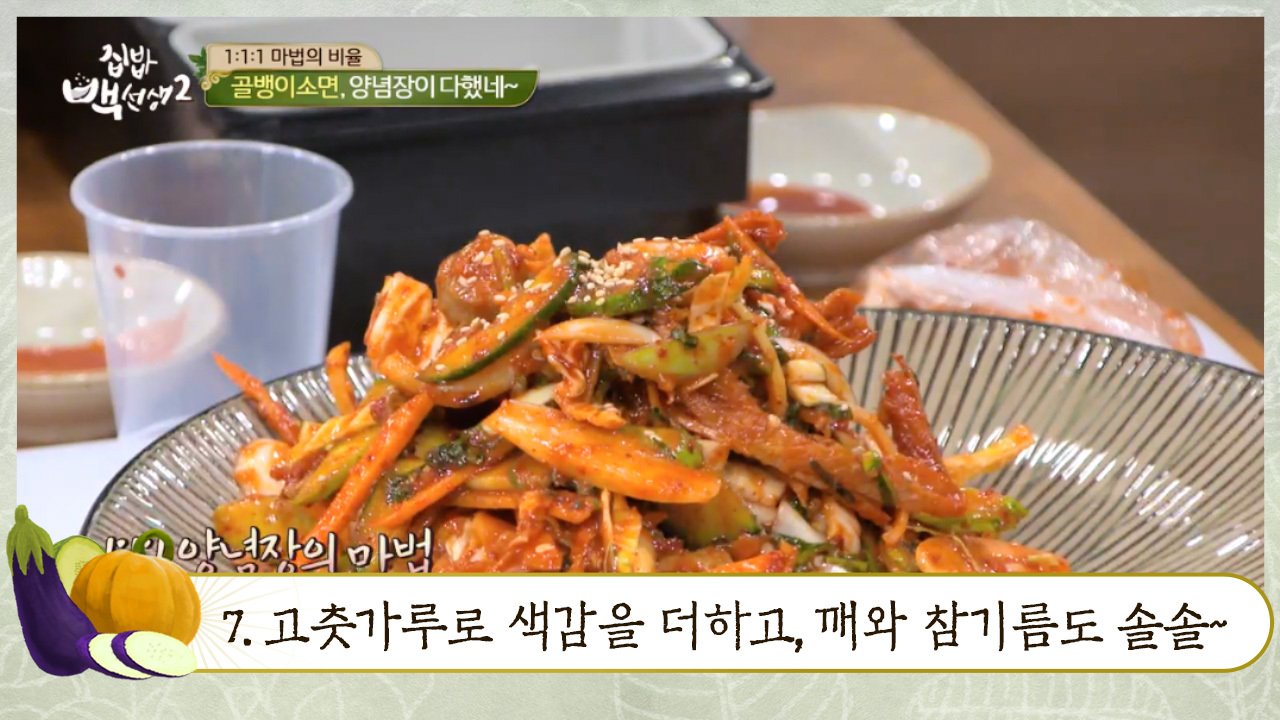 집밥
백선생2
1:1:1 마법의 비율
골뱅이소면, 양념장이 다했네~
양념장의 마법
7. 고춧가루로 색감을 더하고, 깨와 참기름도 솔솔~